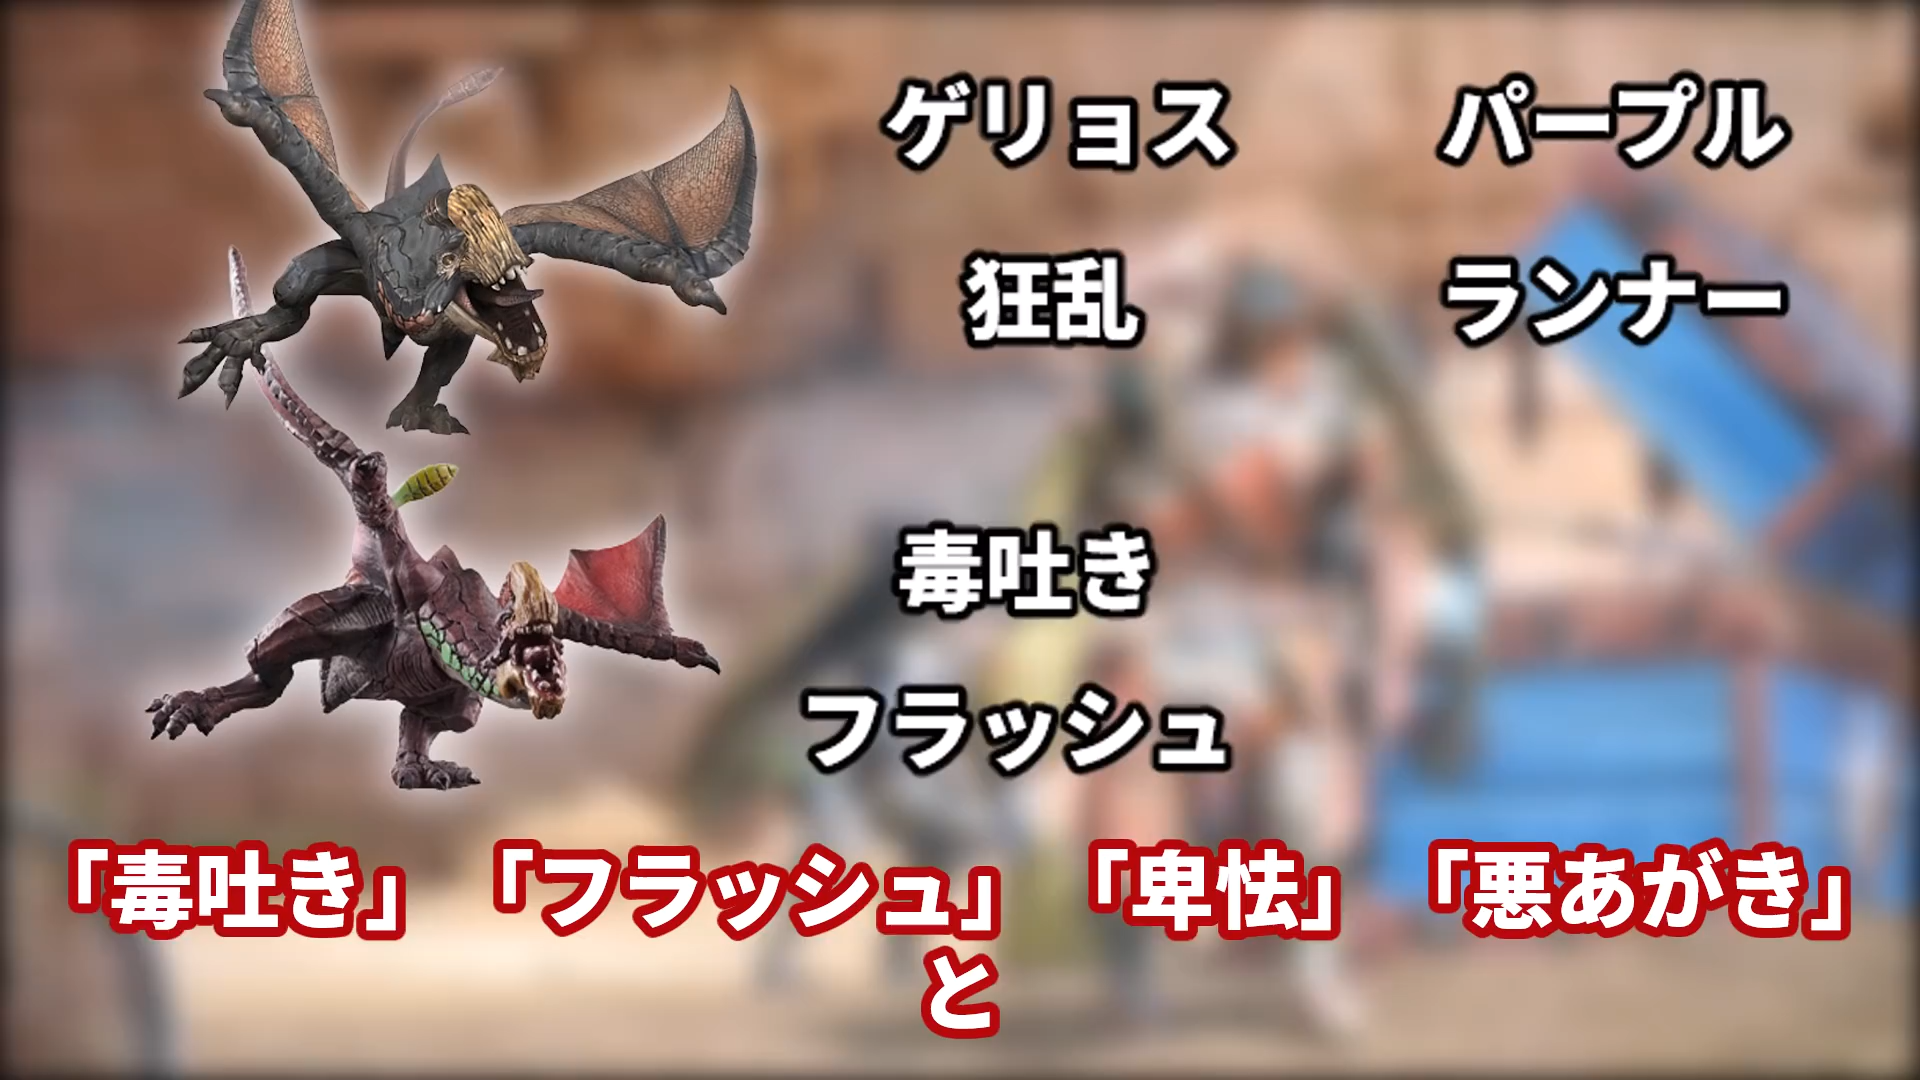 ゲリョス
パープル
狂乱
ランナー
毒吐き
フラッシュ
「毒吐き」「フラッシュ」「卑怯」「悪あがき」
と